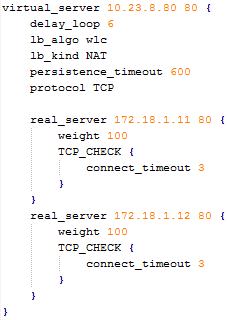 virtual_server 10.23.8.80 80 {
    delay_loop 6
    lb_algo wlc
    lb_kind NAT
    persistence_timeout 600
    protocol TCP

    real_server 172.18.1.11 80 {
        weight 100
        TCP_CHECK {
            connect_timeout 3
        }
    }
    real_server 172.18.1.12 80 {
        weight 100
        TCP_CHECK {
            connect_timeout 3
        }
    }
}